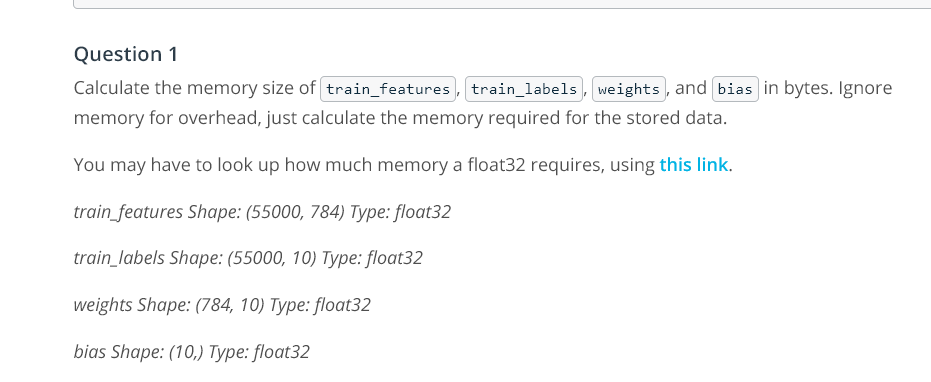 Question 1
Calculate the memory size of train_features, train_labels, weights, and bias in bytes. Ignore
memory for overhead, just calculate the memory required for the stored data.
You may have to look up how much memory a float32 requires, using this link.
train_features Shape: (55000, 784) Type: float32
train_labels Shape: (55000, 10) Type: float32
weights Shape: (784, 10) Type: float32
bias Shape: (10,) Type: float32